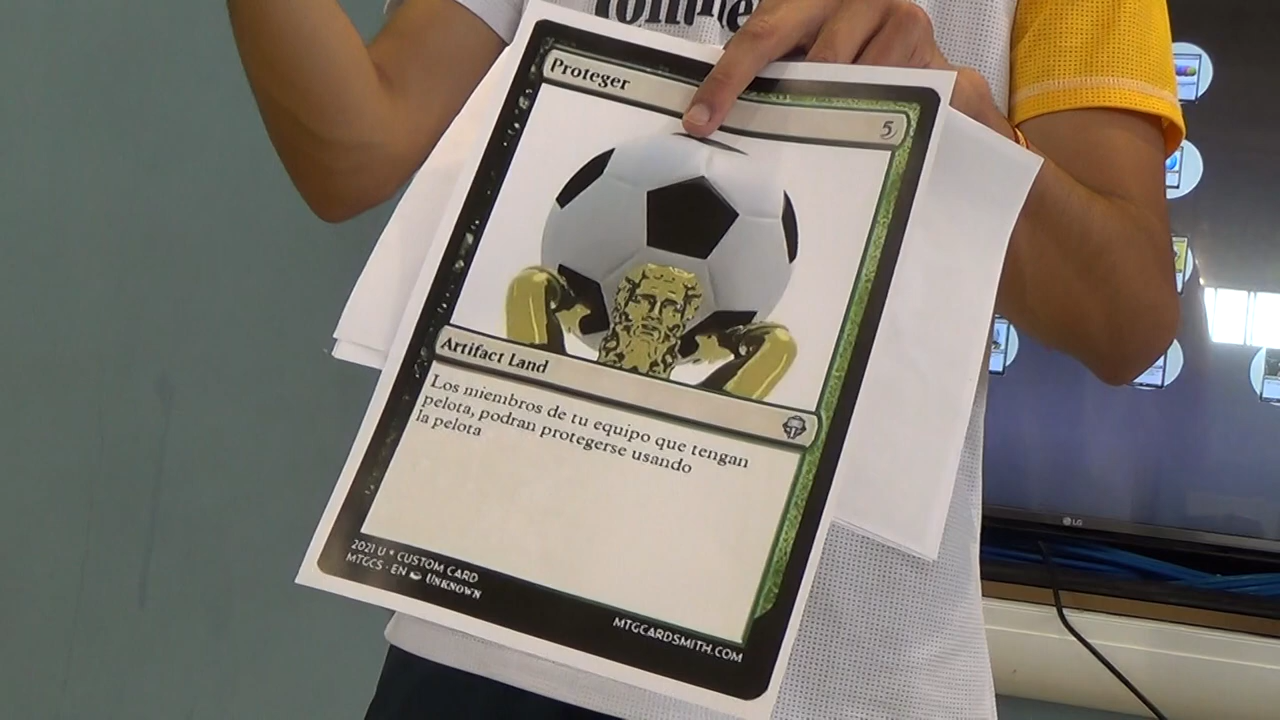 Proteger
5
Artifact Land
Los miembros de tu equipo que tengan
pelota, podran protegerse usando
la pelota
2021 U * CUSTOM CARD
MTGCS · EN UNKNOWN
MTGCARDSMITH.COM
LG